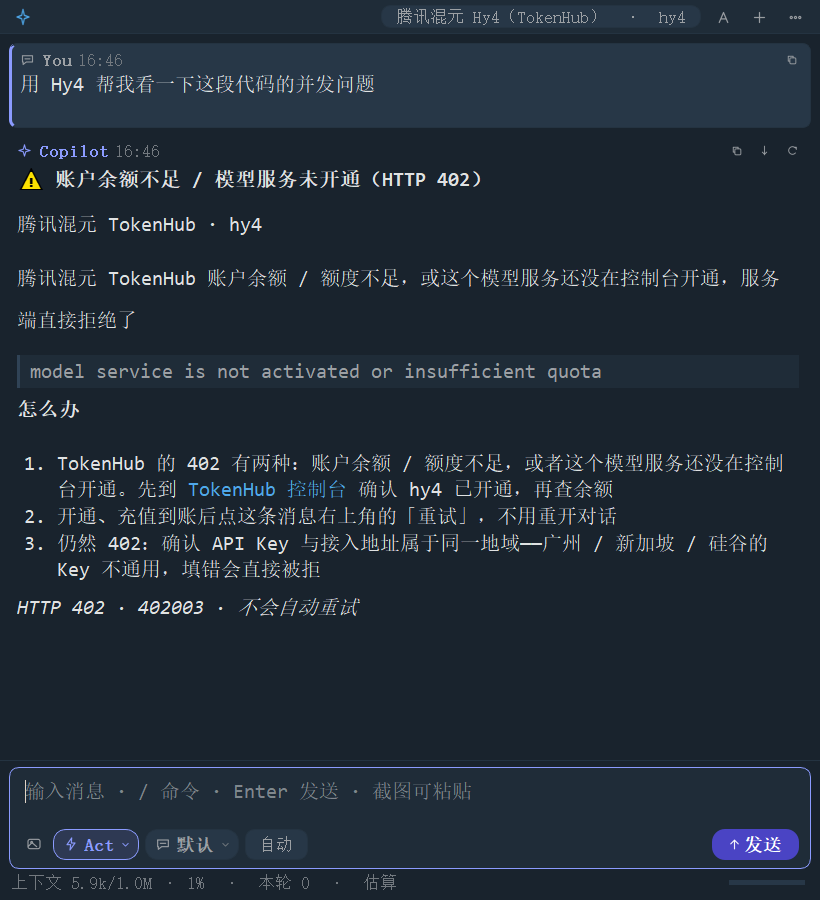 腾讯混元 Hy4（TokenHub） · hy4 A
You 16:46
用 Hy4 帮我看一下这段代码的并发问题
Copilot 16:46
账户余额不足 / 模型服务未开通（HTTP 402）
腾讯混元 TokenHub · hy4
腾讯混元 TokenHub 账户余额 / 额度不足，或这个模型服务还没在控制台开通，服务
端直接拒绝了
model service is not activated or insufficient quota
怎么办
1. TokenHub 的 402 有两种：账户余额 / 额度不足，或者这个模型服务还没在控制
台开通。先到 TokenHub 控制台 确认 hy4 已开通，再查余额
2. 开通、充值到账后点这条消息右上角的「重试」，不用重开对话
3. 仍然 402：确认 API Key 与接入地址属于同一地域——广州 / 新加坡 / 硅谷的
Key 不通用，填错会直接被拒
HTTP 402 · 402003 · 不会自动重试
输入消息 · / 命令 · Enter 发送 · 截图可粘贴
Act 默认 自动 ↑ 发送
上下文 5.9k/1.0M · 1% · 本轮 0 · 估算